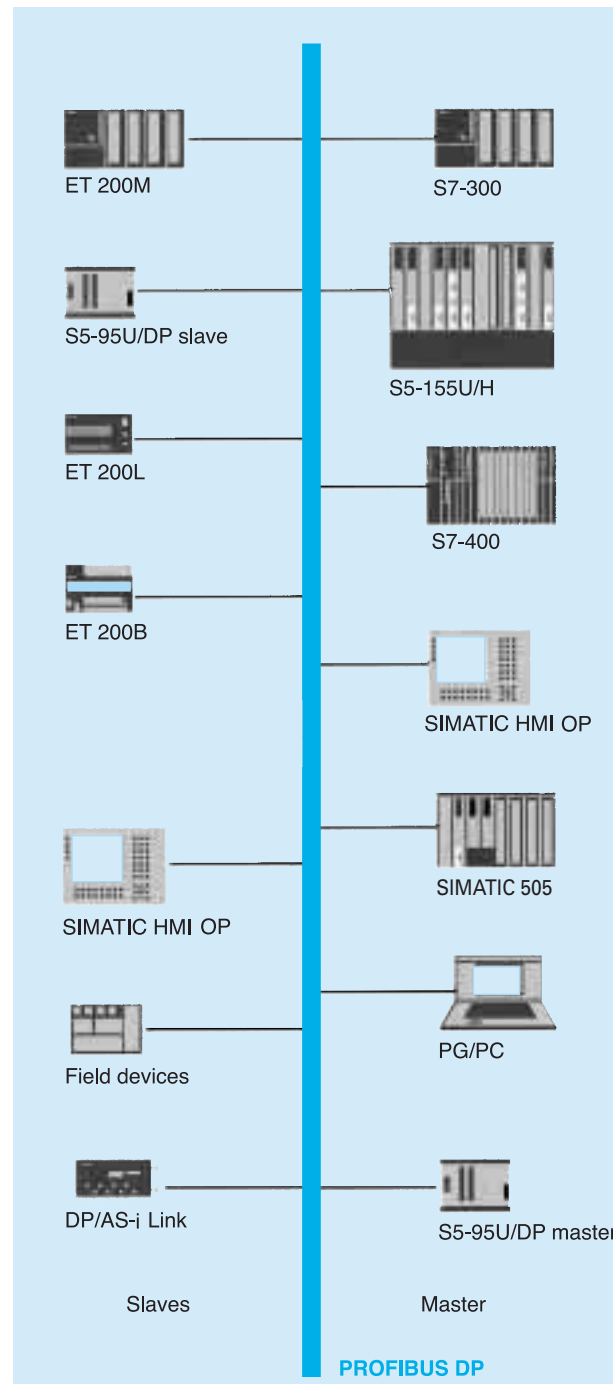 ET 200M
S7-300
S5-95U/DP slave
S5-155U/H
ET 200L
S7-400
ET 200B
SIMATIC HMI OP
SIMATIC 505
SIMATIC HMI OP
PG/PC
Field devices
DP/AS-i Link
S5-95U/DP master
Slaves
Master
PROFIBUS DP